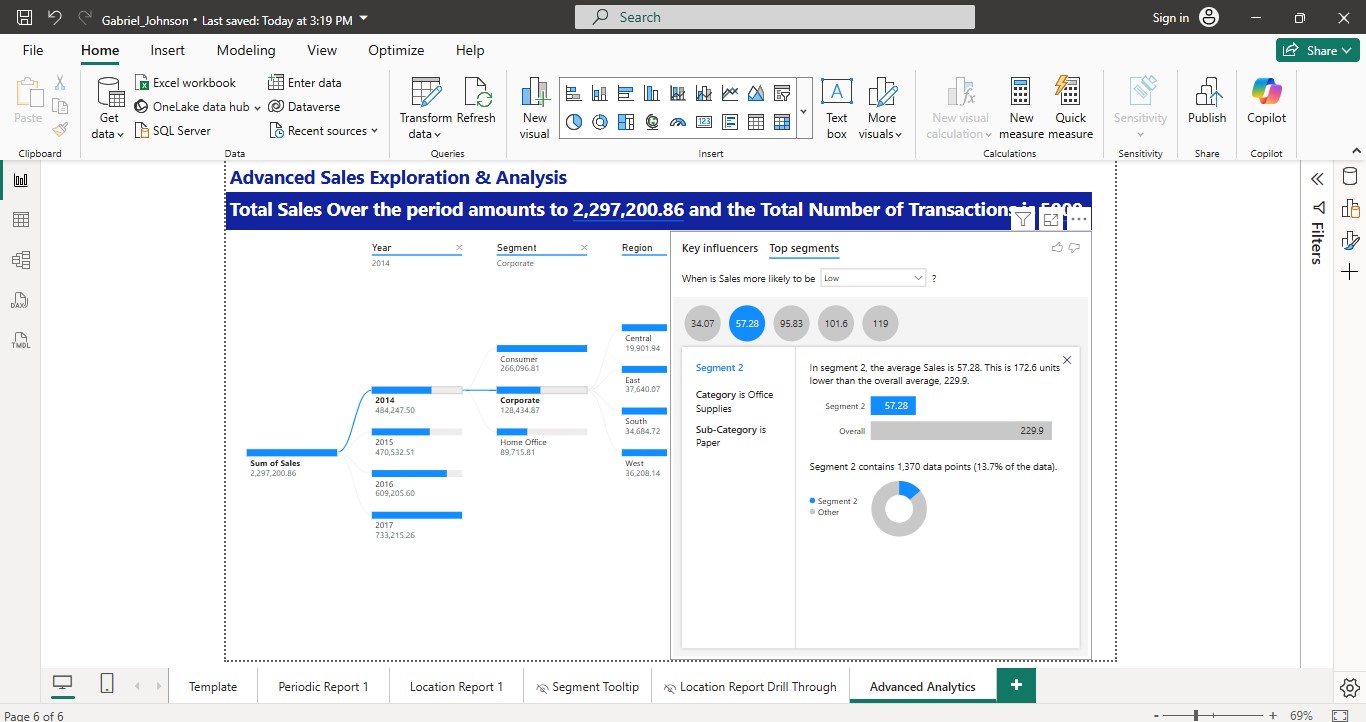 Gabriel_Johnson • Last saved: Today at 3:19 PM
Search
Sign in
File Home Insert Modeling View Optimize Help
Share
Paste
Get data
Excel workbook
OneLake data hub
SQL Server
Enter data
Dataverse
Recent sources
Transform data
Refresh
New visual
Text box
More visuals
New visual calculation
New measure
Quick measure
Sensitivity
Publish
Copilot
Clipboard Data Queries Insert Calculations Sensitivity Share Copilot
Advanced Sales Exploration & Analysis
Total Sales Over the period amounts to 2,297,200.86 and the Total Number of Transactions is 5009
Year
2014
Segment
Corporate
Region
Sum of Sales
2,297,200.86
2014
484,247.50
2015
470,532.51
2016
609,205.60
2017
733,215.26
Consumer
266,096.81
Corporate
128,434.87
Home Office
89,715.81
Central
19,901.94
East
37,640.07
South
34,684.72
West
36,208.14
Key influencers Top segments
When is Sales more likely to be Low ?
34.07 57.28 95.83 101.6 119
Segment 2
Category is Office
Supplies
Sub-Category is
Paper
In segment 2, the average Sales is 57.28. This is 172.6 units
lower than the overall average, 229.9.
Segment 2 57.28
Overall 229.9
Segment 2 contains 1,370 data points (13.7% of the data).
Segment 2
Other
Filters
DAX
TMDL
Template Periodic Report 1 Location Report 1 Segment Tooltip Location Report Drill Through Advanced Analytics
Page 6 of 6
- + 69%